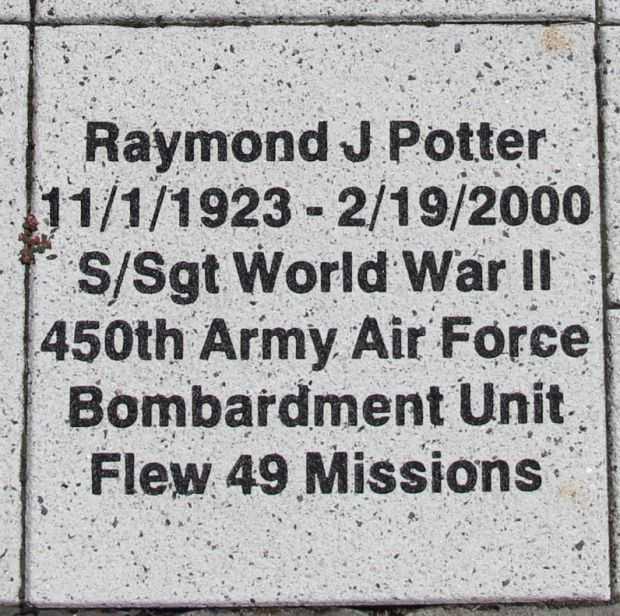 Raymond J Potter
11/1/1923 - 2/19/2000
S/Sgt World War II
450th Army Air Force
Bombardment Unit
Flew 49 Missions